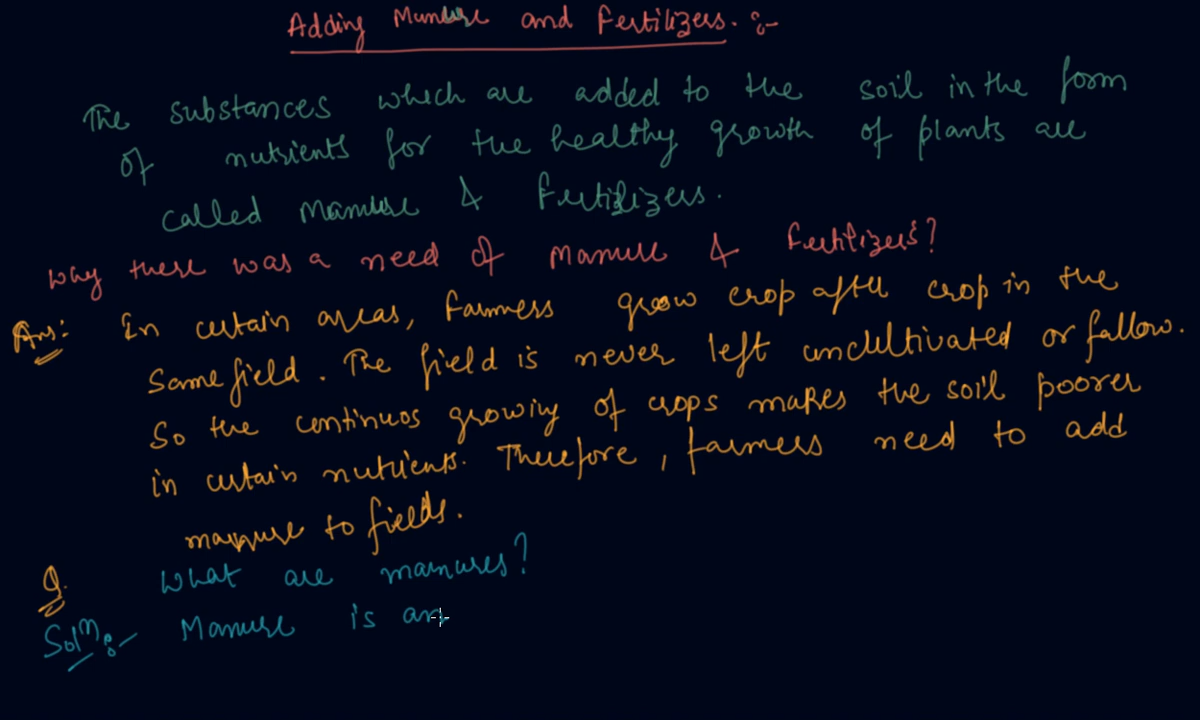 Adding Manure and Fertilizers. :-
The substances which are added to the soil in the form
of nutrients for the healthy growth of plants are
called Manure & Fertilizers.
Why there was a need of Manure & Fertilizers?
Ans: In certain areas, farmers grow crop after crop in the
same field. The field is never left uncultivated or fallow.
So the continuos growing of crops makes the soil poorer
in certain nutrients. Therefore, farmers need to add
manure to fields.
Q. What are manures?
Solⁿ:- Manure is an